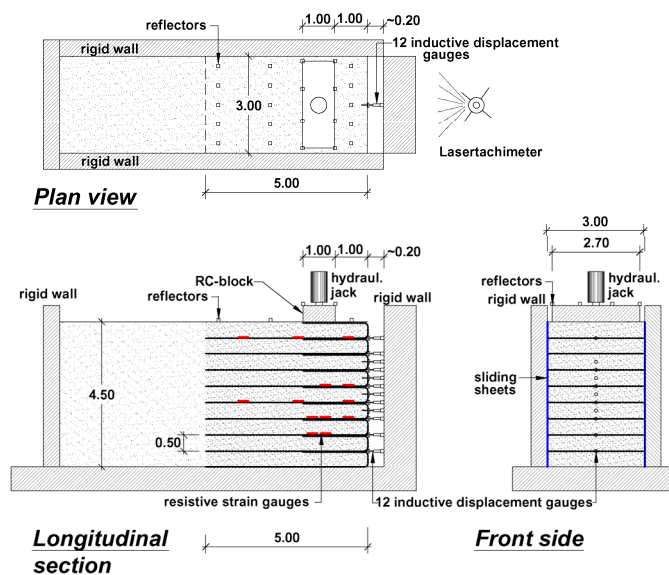 1.00 1.00 ~0.20
reflectors
12 inductive displacement
gauges
rigid wall
3.00
rigid wall
Lasertachimeter
5.00
Plan view
1.00 1.00 ~0.20
RC-block
hydraul.
jack
rigid wall
reflectors
rigid wall
4.50
0.50
resistive strain gauges
12 inductive displacement gauges
Longitudinal
section
5.00
3.00
2.70
reflectors
hydraul.
jack
rigid wall
sliding
sheets
Front side